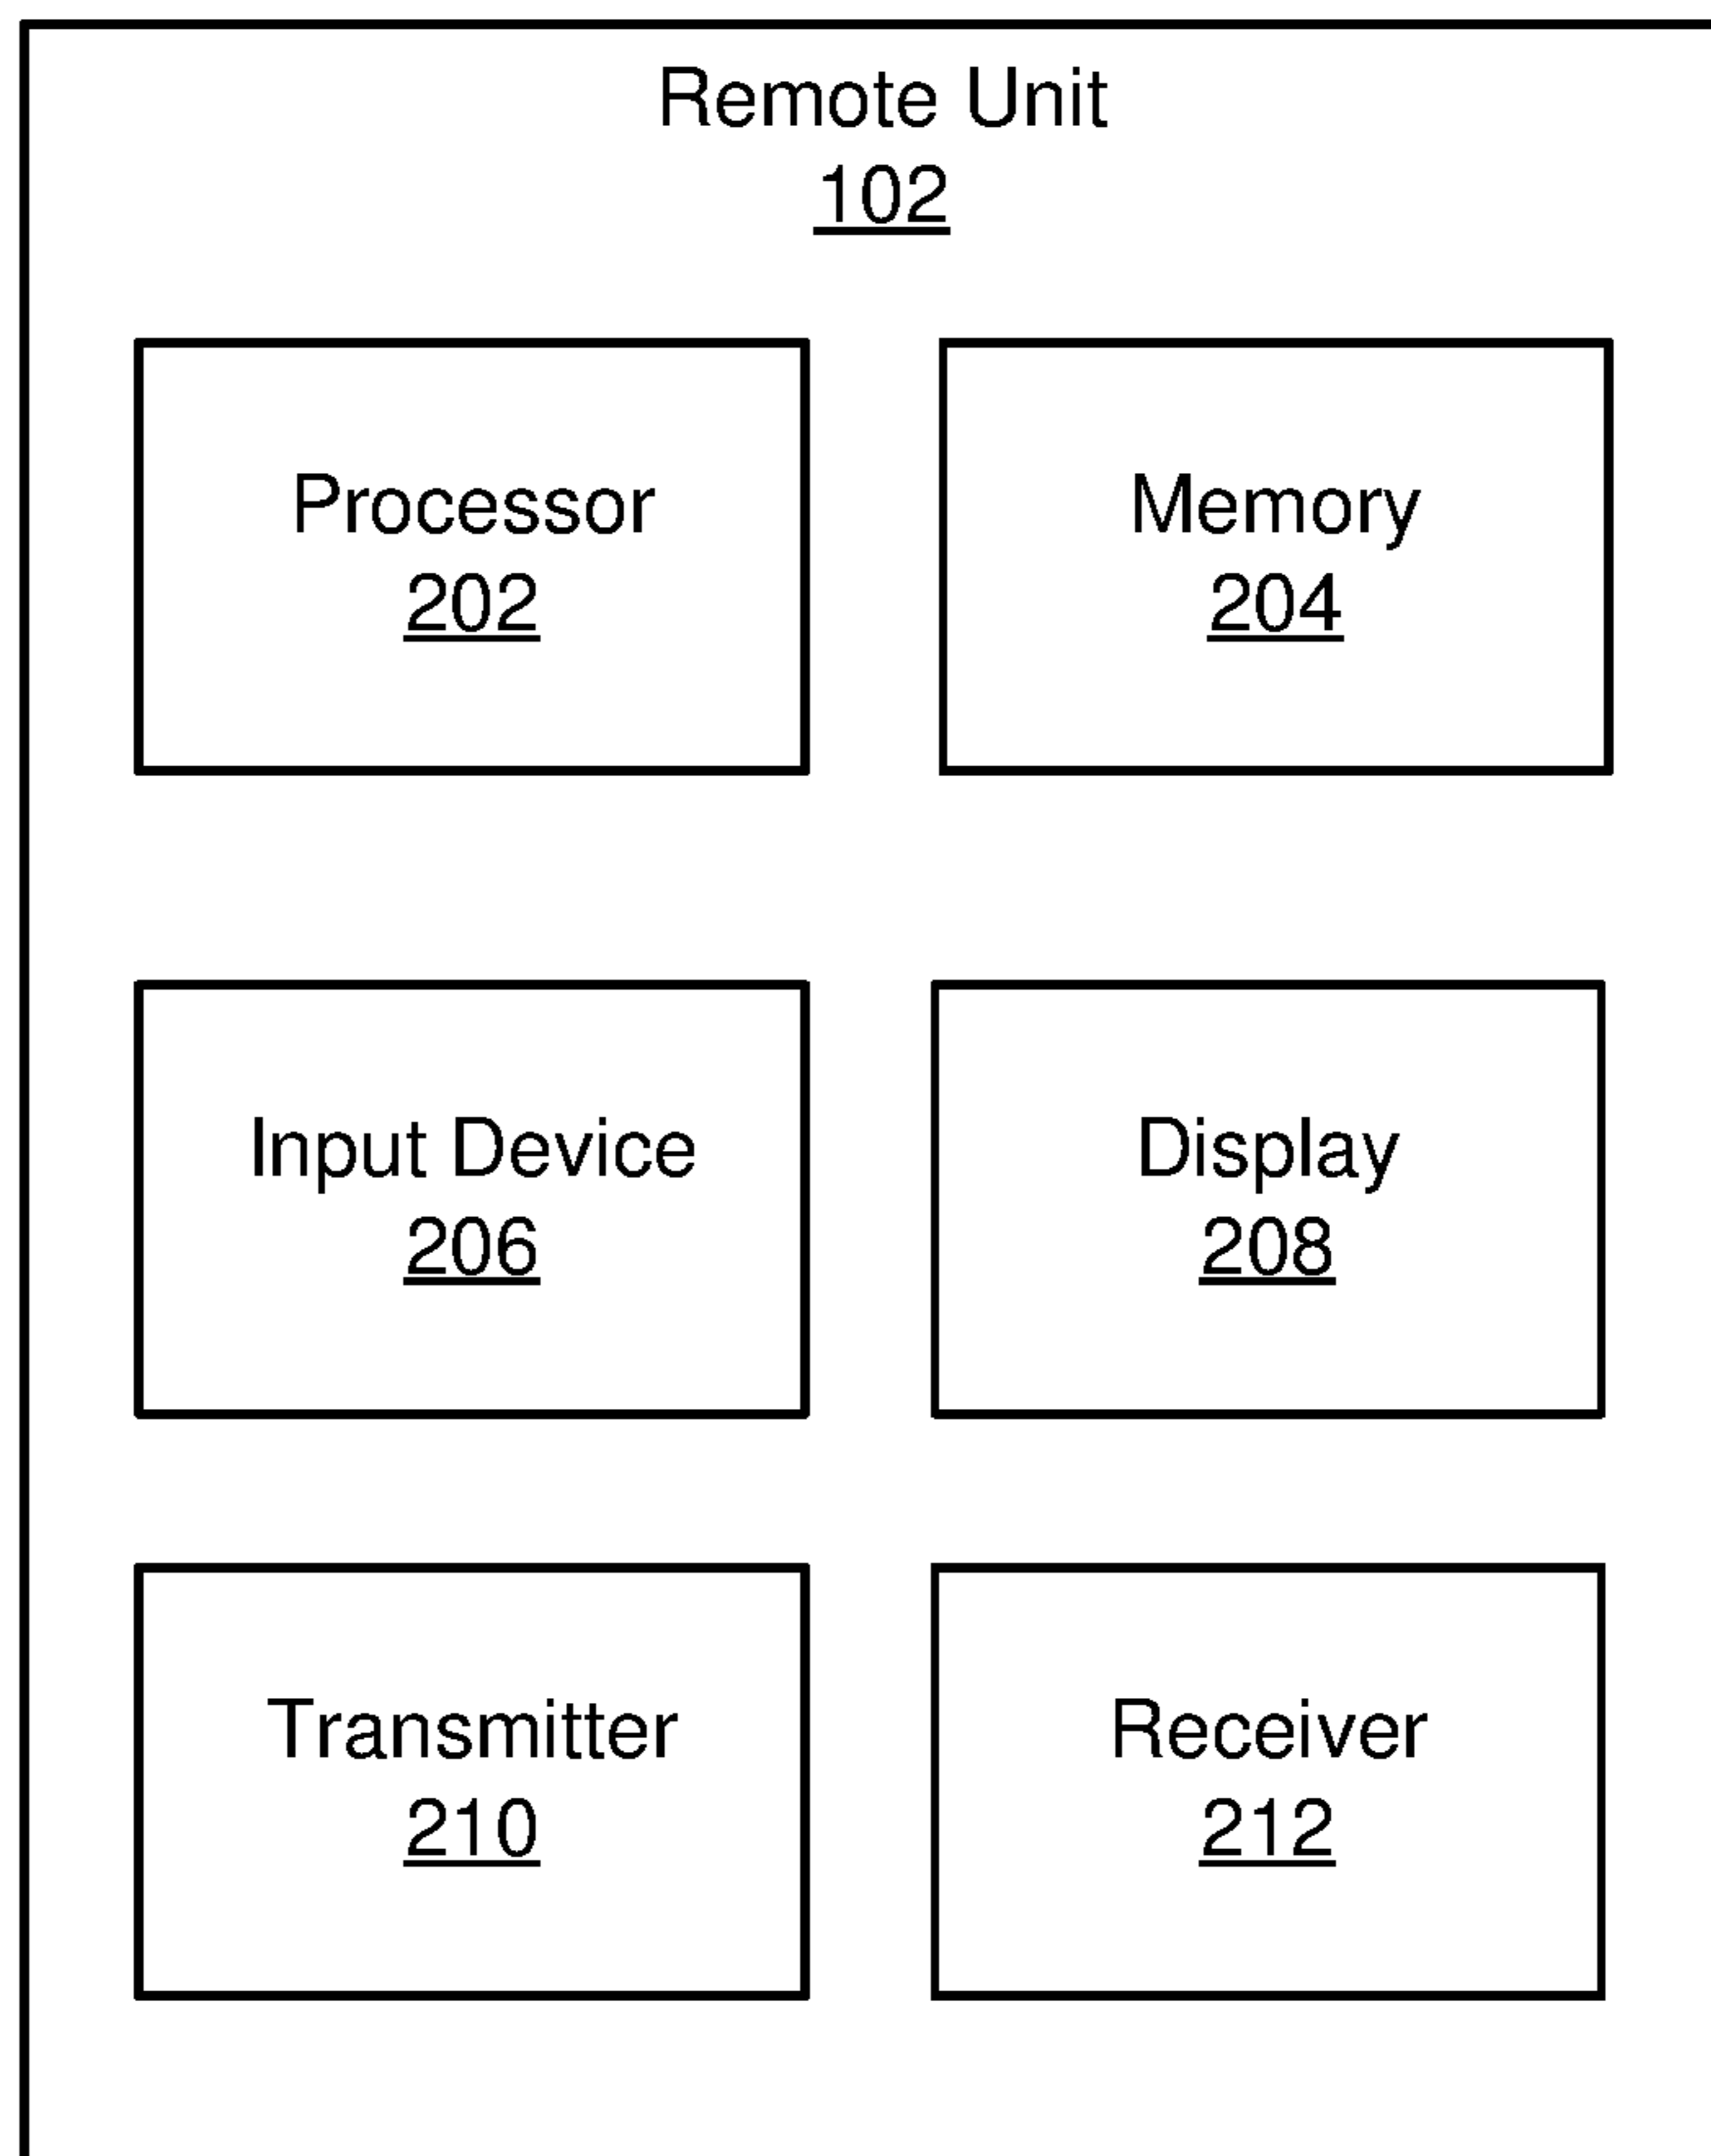 Remote Unit
102
Processor
202
Memory
204
Input Device
206
Display
208
Transmitter
210
Receiver
212